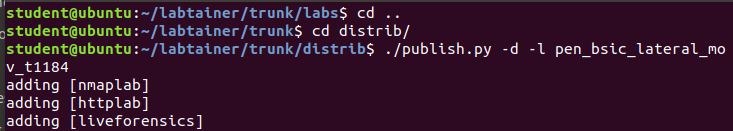 student@ubuntu:~/labtainer/trunk/labs$ cd ..
student@ubuntu:~/labtainer/trunk$ cd distrib/
student@ubuntu:~/labtainer/trunk/distrib$ ./publish.py -d -l pen_bsic_lateral_mo
v_t1184
adding [nmaplab]
adding [httplab]
adding [liveforensics]